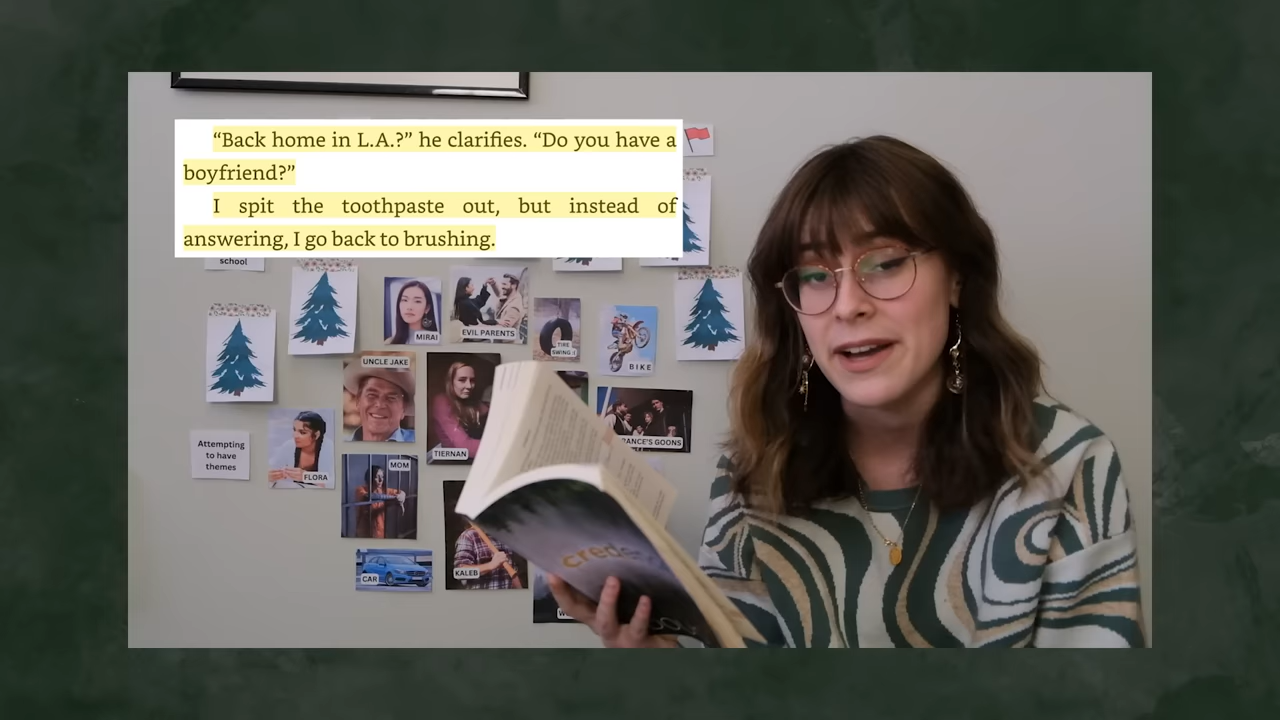 “Back home in L.A.?” he clarifies. “Do you have a
boyfriend?”
I spit the toothpaste out, but instead of
answering, I go back to brushing.
school
MIRAI
EVIL PARENTS
TIRE
SWING :(
BIKE
UNCLE JAKE
TIERNAN
RANCE'S GOONS
Attempting
to have
themes
FLORA
MOM
CAR
KALEB